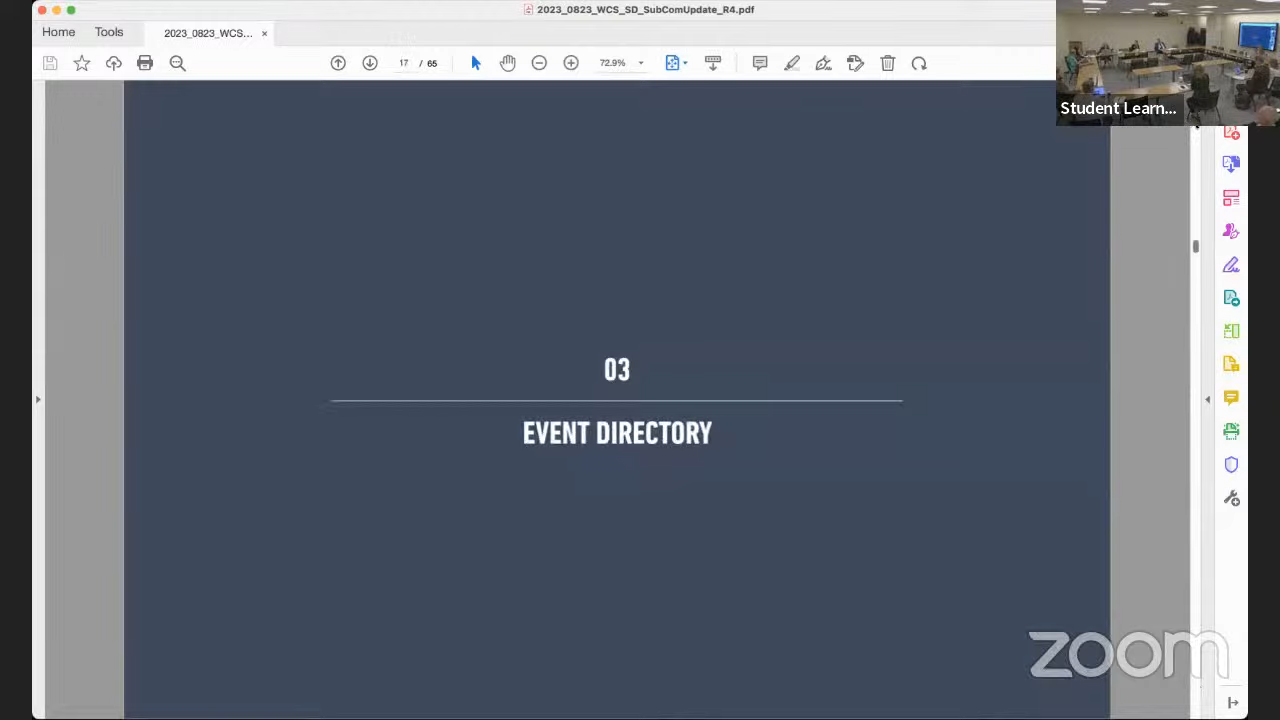 2023_0823_WCS_SD_SubComUpdate_R4.pdf
Home
Tools
2023_0823_WCS...
17 / 65
72.9%
Student Learn...
03
EVENT DIRECTORY
zoom